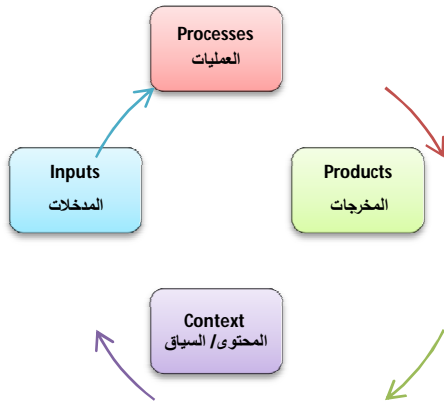 Processes
العمليات
Inputs
المدخلات
Products
المخرجات
Context
المحتوى/ السياق